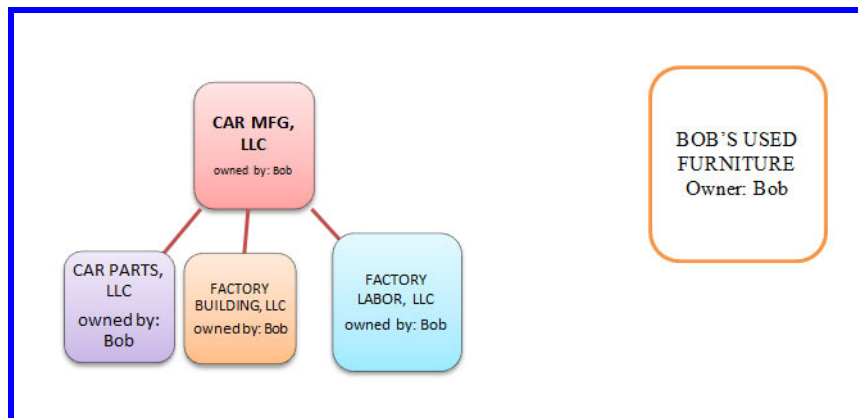 CAR MFG,
LLC
owned by: Bob
BOB’S USED
FURNITURE
Owner: Bob
CAR PARTS,
LLC
owned by:
Bob
FACTORY
BUILDING, LLC
owned by: Bob
FACTORY
LABOR, LLC
owned by: Bob